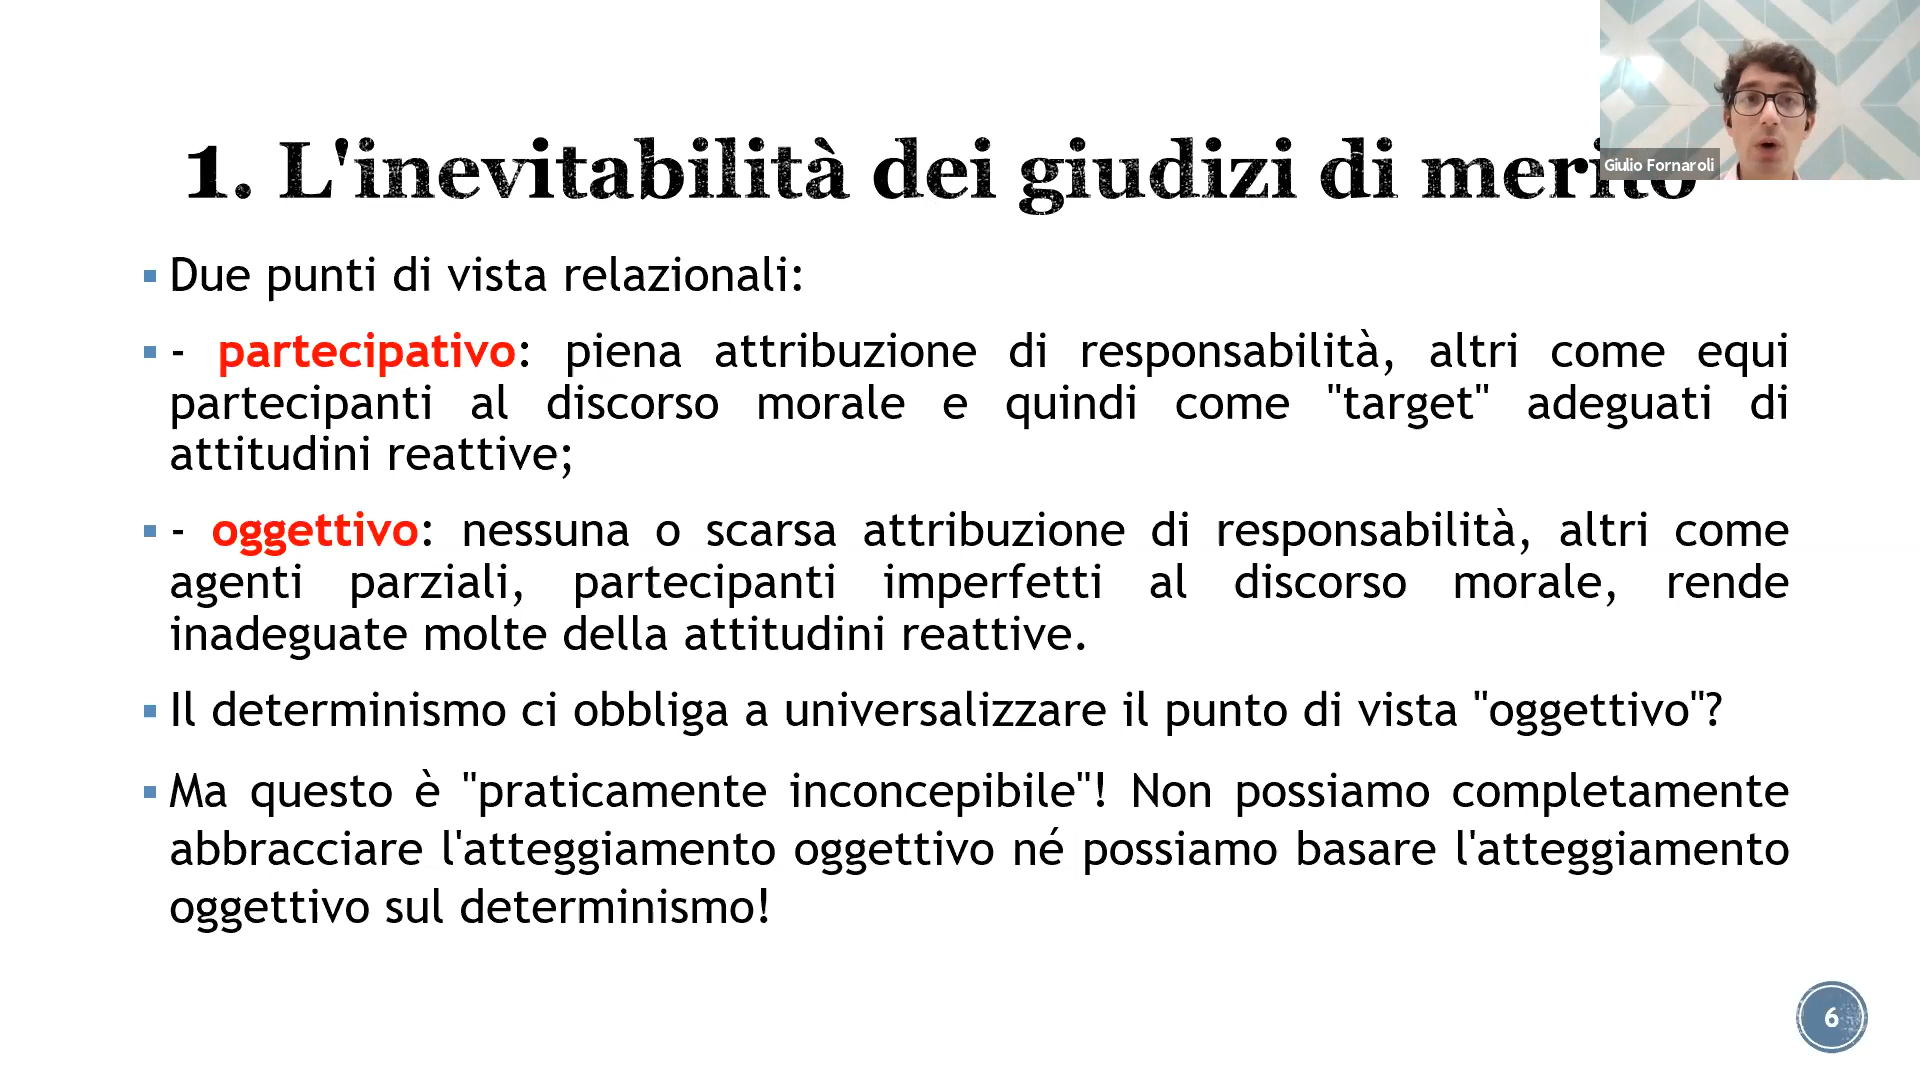 1. L'inevitabilità dei giudizi di merito
Giulio Fornaroli
Due punti di vista relazionali:
- partecipativo: piena attribuzione di responsabilità, altri come equi
partecipanti al discorso morale e quindi come "target" adeguati di
attitudini reattive;
- oggettivo: nessuna o scarsa attribuzione di responsabilità, altri come
agenti parziali, partecipanti imperfetti al discorso morale, rende
inadeguate molte della attitudini reattive.
Il determinismo ci obbliga a universalizzare il punto di vista "oggettivo"?
Ma questo è "praticamente inconcepibile"! Non possiamo completamente
abbracciare l'atteggiamento oggettivo né possiamo basare l'atteggiamento
oggettivo sul determinismo!
6